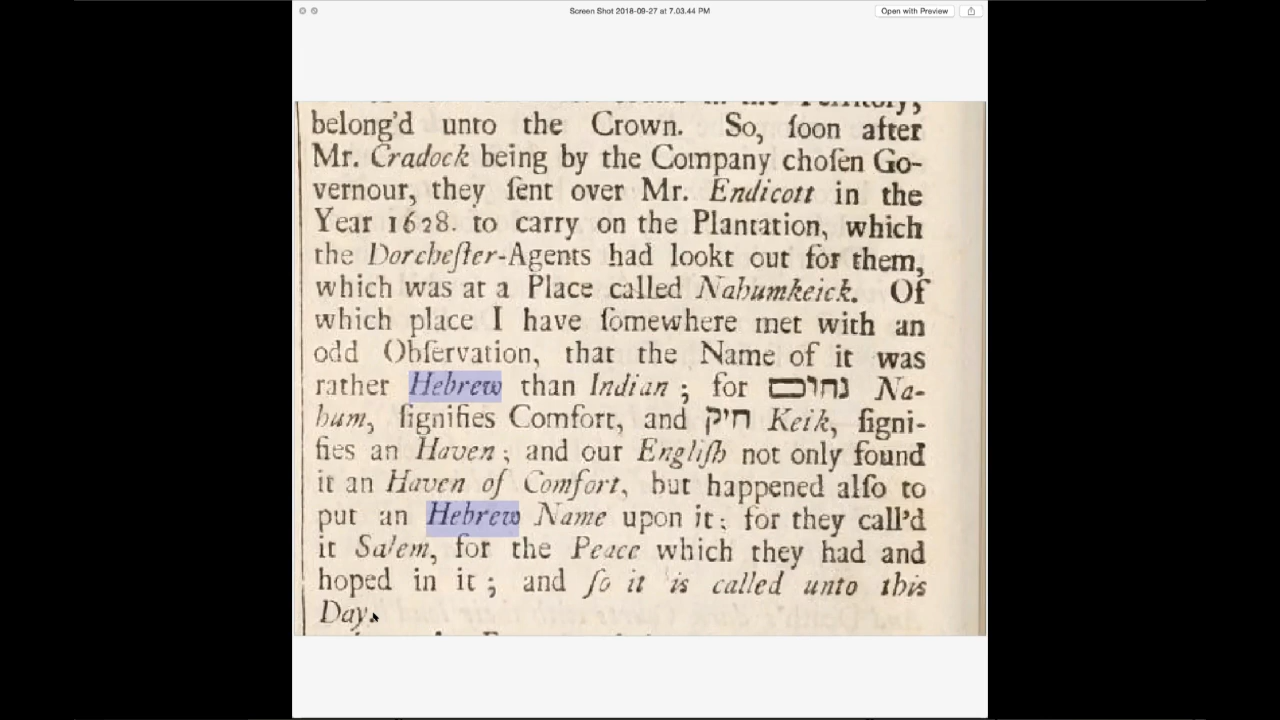 Screen Shot 2018-09-27 at 7.03.44 PM
Open with Preview
belong'd unto the Crown. So, ſoon after
Mr. Cradock being by the Company choſen Go-
vernour, they ſent over Mr. Endicott in the
Year 1628. to carry on the Plantation, which
the Dorcheſter-Agents had lookt out for them,
which was at a Place called Nahumkeick. Of
which place I have ſomewhere met with an
odd Obſervation, that the Name of it was
rather Hebrew than Indian; for נחום Na-
hum, ſignifies Comfort, and חיק Keik, ſigni-
fies an Haven; and our Engliſh not only found
it an Haven of Comfort, but happened alſo to
put an Hebrew Name upon it; for they call'd
it Salem, for the Peace which they had and
hoped in it; and ſo it is called unto this
Day.